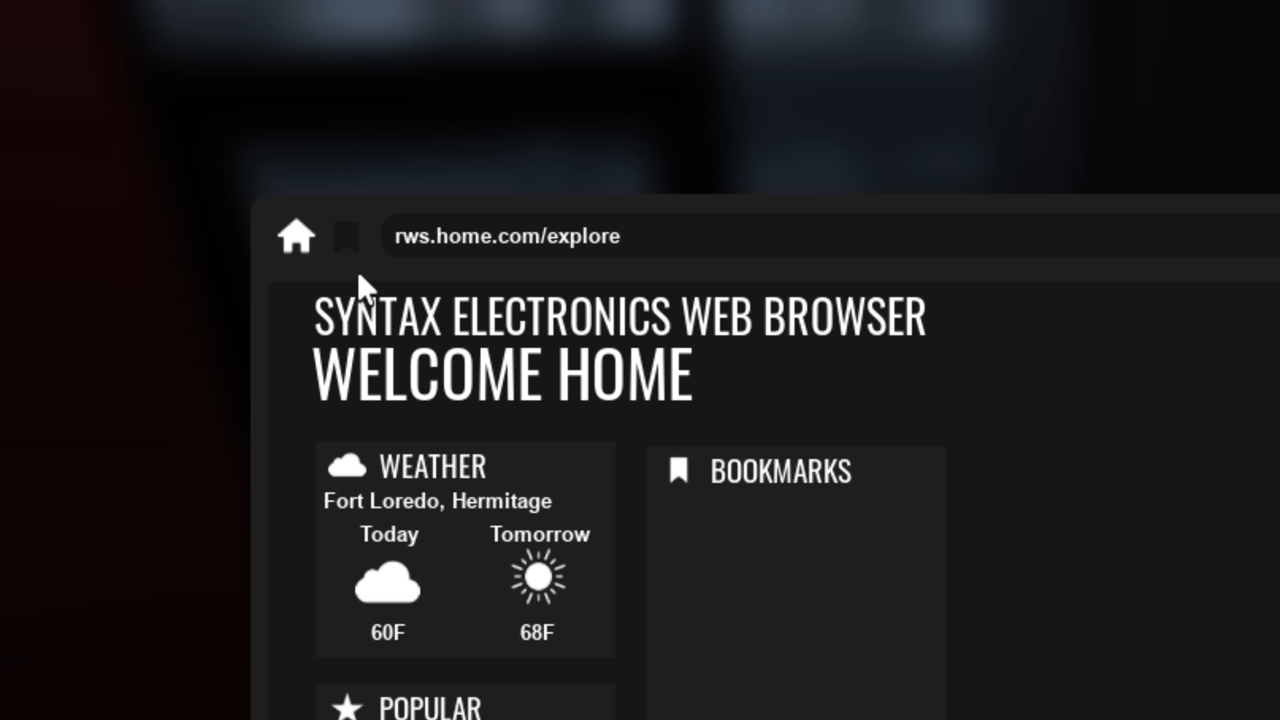 rws.home.com/explore
SYNTAX ELECTRONICS WEB BROWSER
WELCOME HOME
WEATHER
Fort Loredo, Hermitage
Today Tomorrow
60F 68F
BOOKMARKS
POPULAR